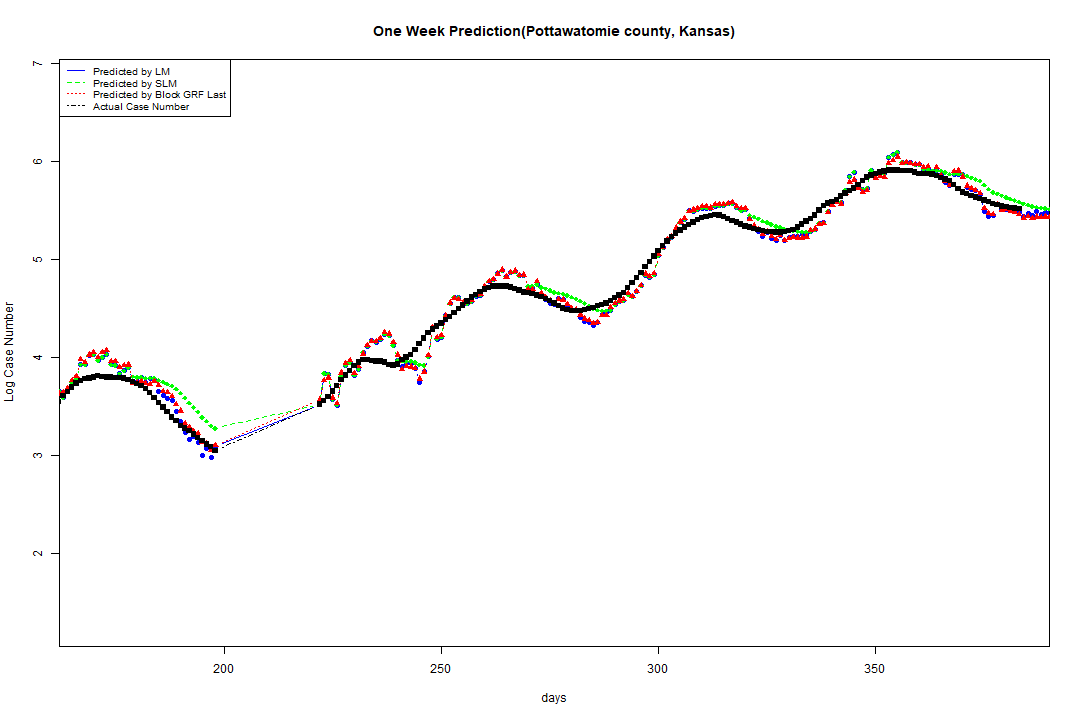 One Week Prediction(Pottawatomie county, Kansas)
Predicted by LM
Predicted by SLM
Predicted by Block GRF Last
Actual Case Number
7
6
5
4
3
2
Log Case Number
200 250 300 350
days